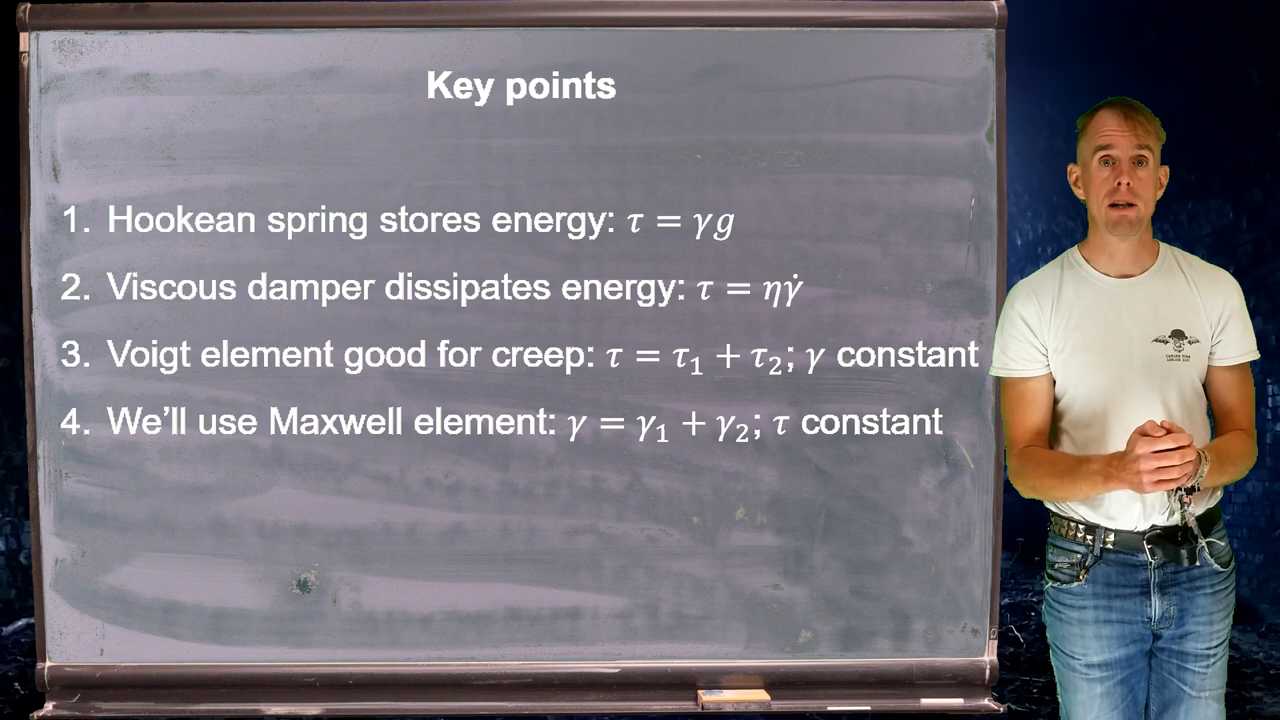 Key points
1. Hookean spring stores energy: τ = γg
2. Viscous damper dissipates energy: τ = ηγ̇
3. Voigt element good for creep: τ = τ₁ + τ₂; γ constant
4. We’ll use Maxwell element: γ = γ₁ + γ₂; τ constant